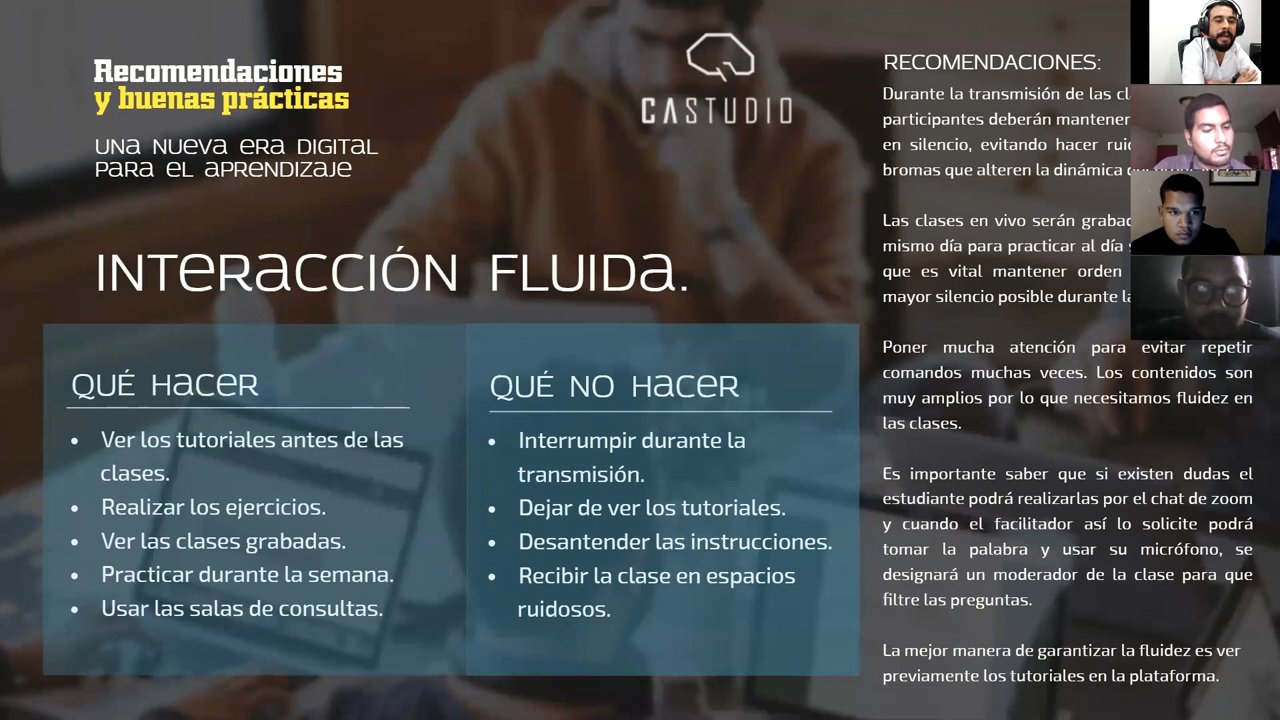 Recomendaciones
y buenas prácticas
UNA NUEVA ERA DIGITAL
PARA EL APRENDIZAJE
CASTUDIO
INTERACCIÓN FLUIDA.
QUÉ HACER
• Ver los tutoriales antes de las
clases.
• Realizar los ejercicios.
• Ver las clases grabadas.
• Practicar durante la semana.
• Usar las salas de consultas.
QUÉ NO HACER
• Interrumpir durante la
transmisión.
• Dejar de ver los tutoriales.
• Desantender las instrucciones.
• Recibir la clase en espacios
ruidosos.
RECOMENDACIONES:
Durante la transmisión de las
participantes deberán mantener
en silencio, evitando hacer
bromas que alteren la dinámica
Las clases en vivo serán
mismo día para practicar al día
que es vital mantener orden
mayor silencio posible durante
Poner mucha atención para evitar repetir
comandos muchas veces. Los contenidos son
muy amplios por lo que necesitamos fluidez en
las clases.
Es importante saber que si existen dudas el
estudiante podrá realizarlas por el chat de zoom
y cuando el facilitador así lo solicite podrá
tomar la palabra y usar su micrófono, se
designará un moderador de la clase para que
filtre las preguntas.
La mejor manera de garantizar la fluidez es ver
previamente los tutoriales en la plataforma.